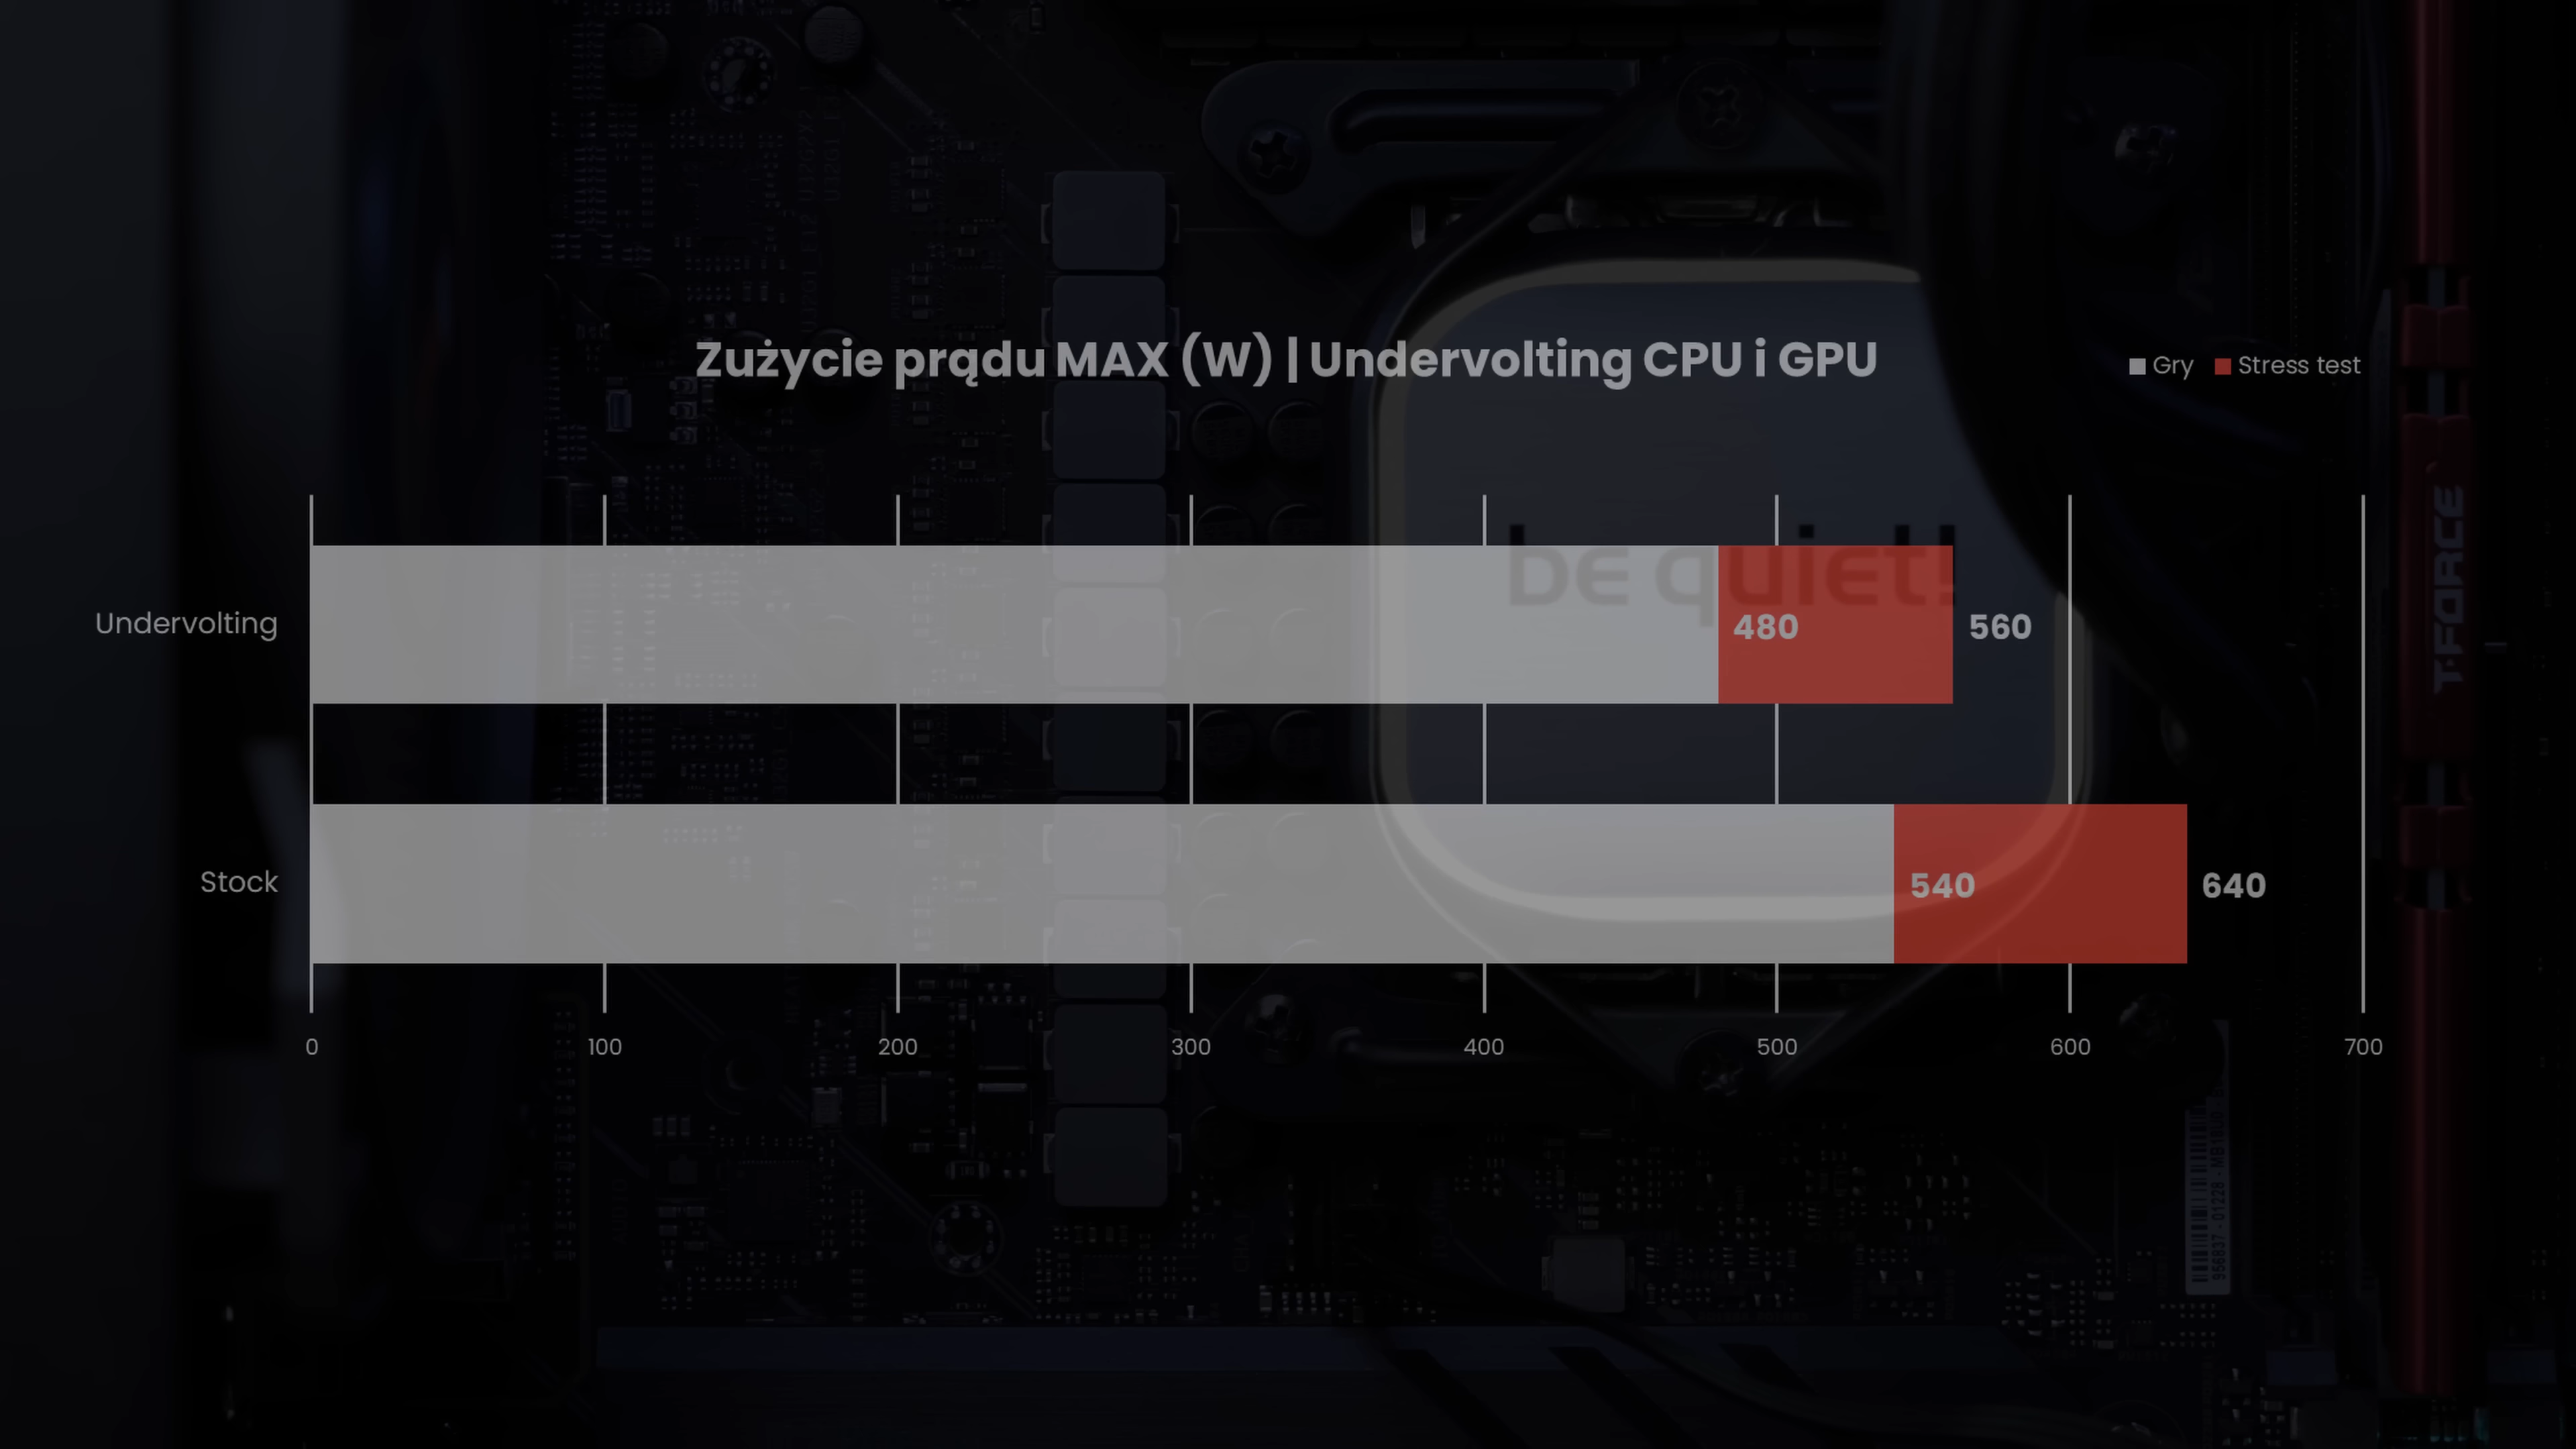 Zużycie prądu MAX (W) | Undervolting CPU i GPU
Gry Stress test
be quiet!
Undervolting 480 560
Stock 540 640
0 100 200 300 400 500 600 700
T-FORCE